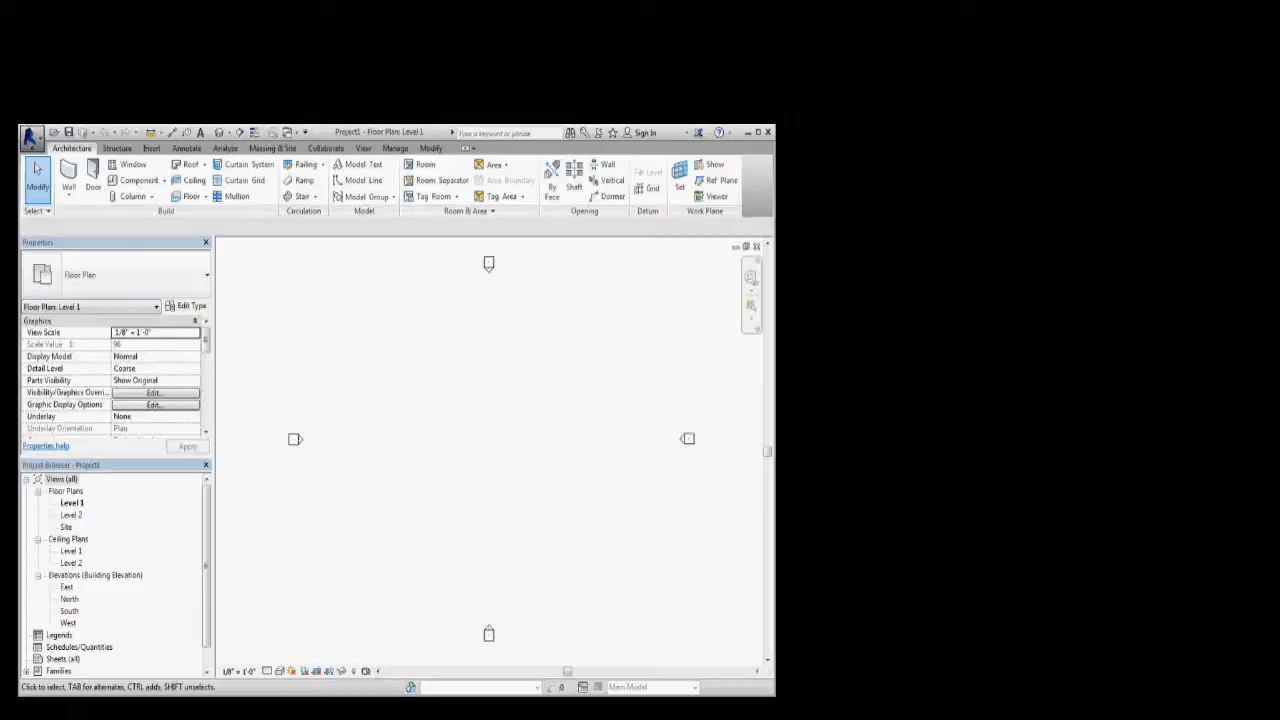 Project1 - Floor Plan: Level 1
Type a keyword or phrase
Sign In
Architecture Structure Insert Annotate Analyze Massing & Site Collaborate View Manage Modify
Modify
Wall
Door
Window
Component
Column
Roof
Ceiling
Floor
Curtain System
Curtain Grid
Mullion
Railing
Ramp
Stair
Model Text
Model Line
Model Group
Room
Room Separator
Tag Room
Area
Area Boundary
Tag Area
By
Face
Shaft
Wall
Vertical
Dormer
Level
Grid
Set
Show
Ref Plane
Viewer
Select Build Circulation Model Room & Area Opening Datum Work Plane
Properties
Floor Plan
Floor Plan: Level 1 Edit Type
Graphics
View Scale 1/8" = 1'-0"
Scale Value 1: 96
Display Model Normal
Detail Level Coarse
Parts Visibility Show Original
Visibility/Graphics Overri... Edit...
Graphic Display Options Edit...
Underlay None
Underlay Orientation Plan
Properties help Apply
Project Browser - Project1
Views (all)
Floor Plans
Level 1
Level 2
Site
Ceiling Plans
Level 1
Level 2
Elevations (Building Elevation)
East
North
South
West
Legends
Schedules/Quantities
Sheets (all)
Families
1/8" = 1'-0"
Click to select, TAB for alternates, CTRL adds, SHIFT unselects. :0 Main Model